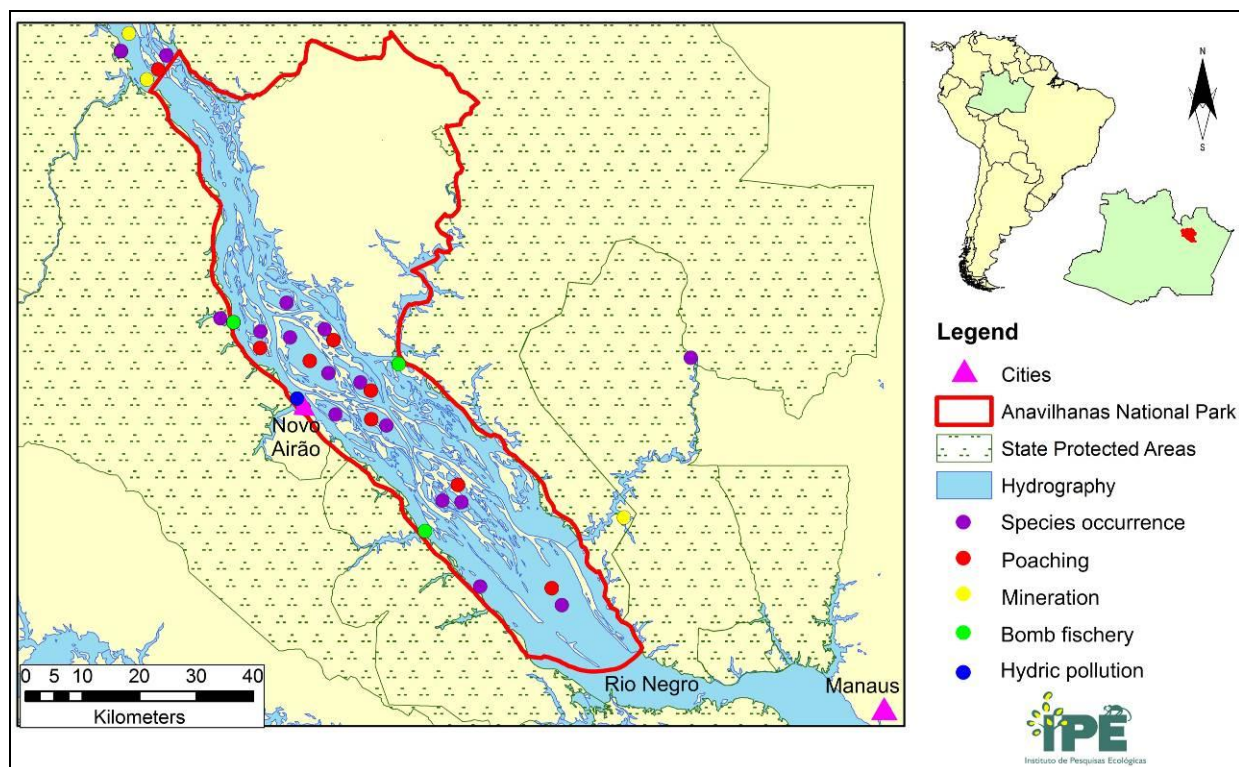 N
S
Legend
Cities
Anavilhanas National Park
State Protected Areas
Hydrography
Species occurrence
Poaching
Mineration
Bomb fischery
Hydric pollution
Novo
Airão
Rio Negro
Manaus
0 5 10 20 30 40
Kilometers
IPÊ
Instituto de Pesquisas Ecológicas